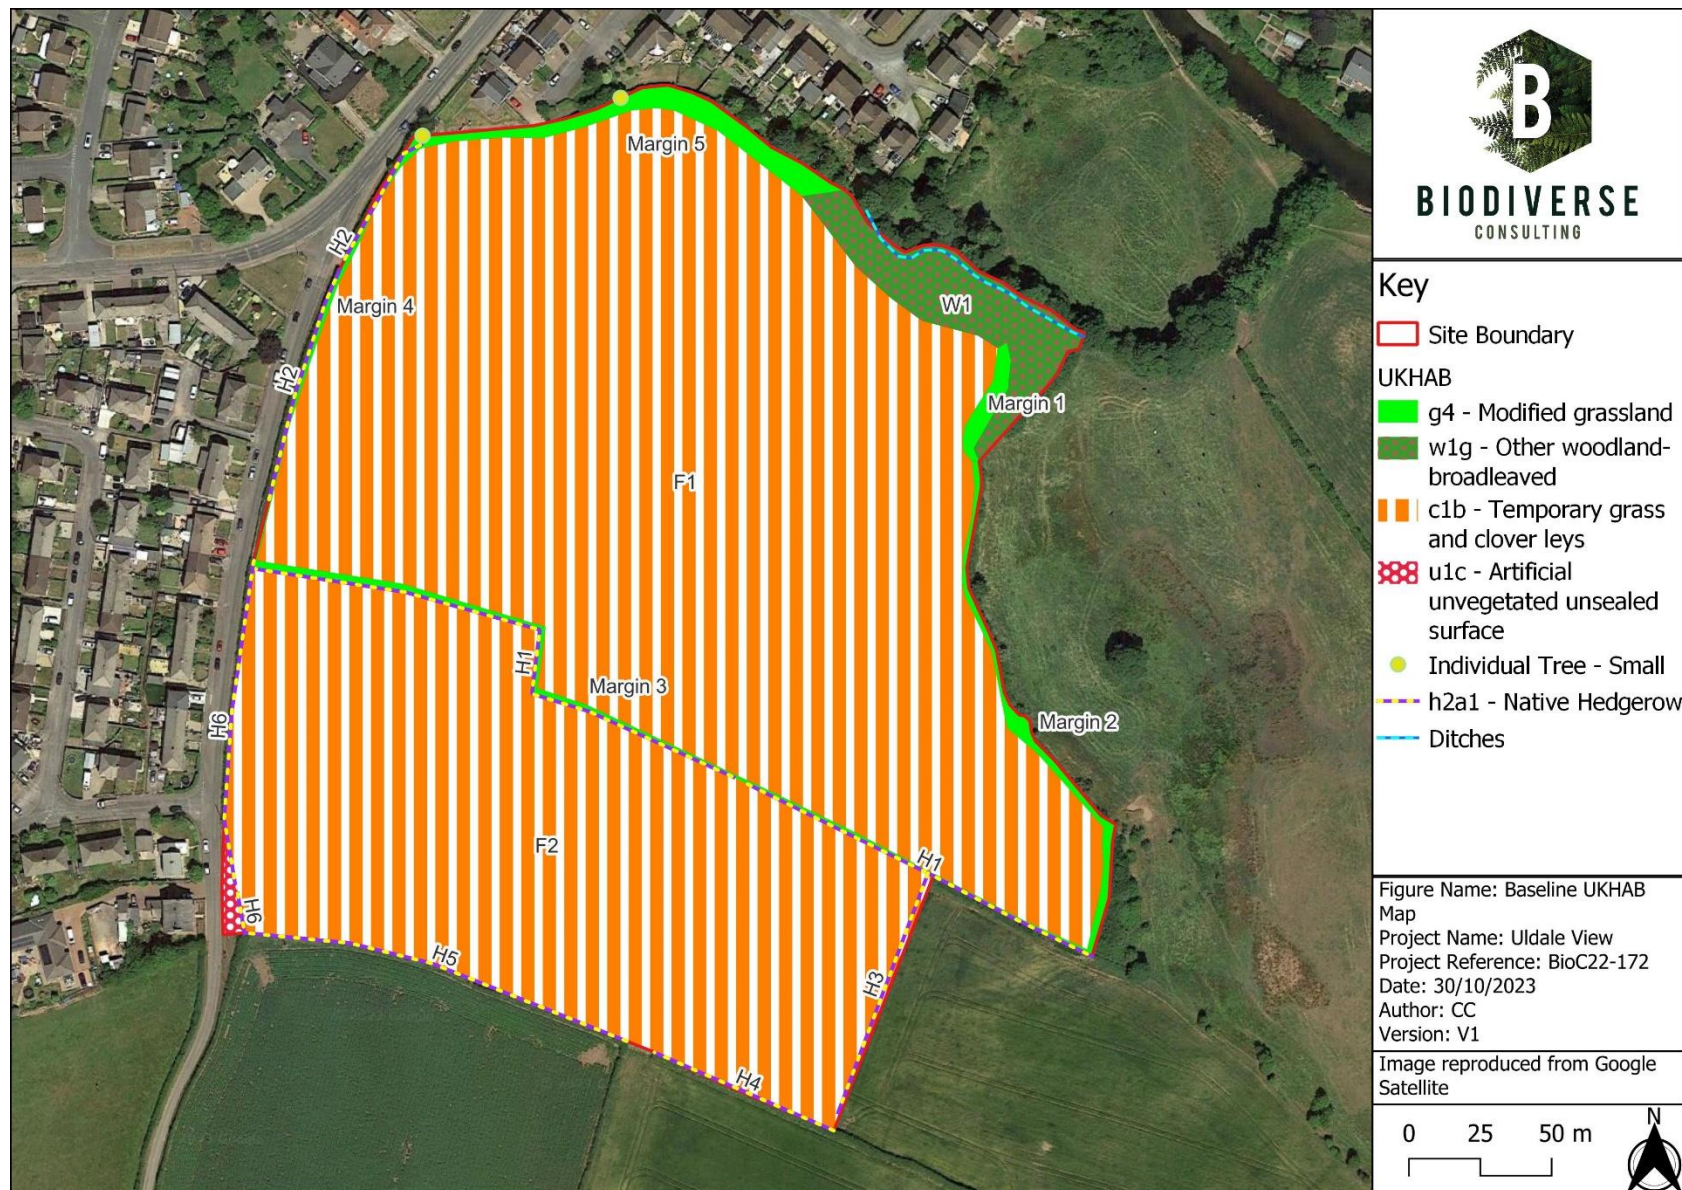 Margin 5
H2
Margin 4
H2
W1
Margin 1
F1
H1
Margin 3
Margin 2
H6
F2
H1
H6
H5
H3
H4
B
BIODIVERSE
CONSULTING
Key
Site Boundary
UKHAB
g4 - Modified grassland
w1g - Other woodland-
broadleaved
c1b - Temporary grass
and clover leys
u1c - Artificial
unvegetated unsealed
surface
Individual Tree - Small
h2a1 - Native Hedgerow
Ditches
Figure Name: Baseline UKHAB
Map
Project Name: Uldale View
Project Reference: BioC22-172
Date: 30/10/2023
Author: CC
Version: V1
Image reproduced from Google
Satellite
0 25 50 m
N